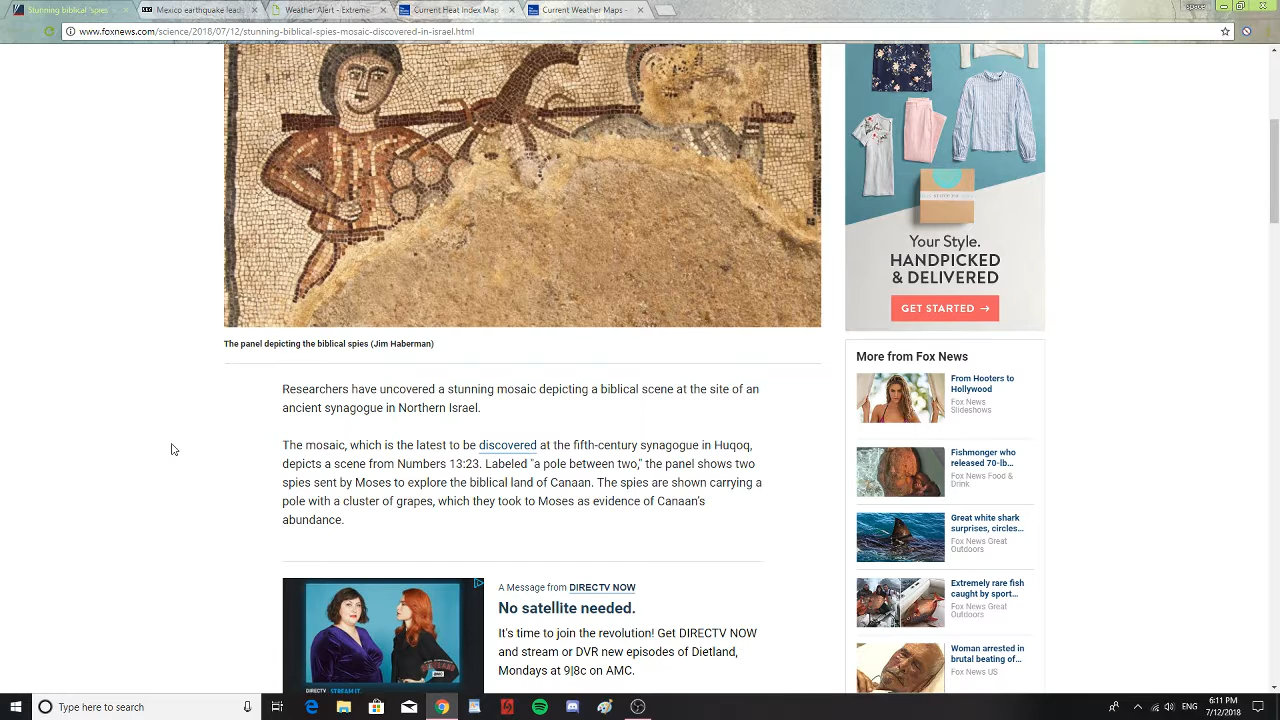 Stunning 'biblical spies'
Mexico earthquake lead
Weather Alert - Extreme
Current Heat Index Map
Current Weather Maps -
space
www.foxnews.com/science/2018/07/12/stunning-biblical-spies-mosaic-discovered-in-israel.html
Your Style.
HANDPICKED
& DELIVERED
GET STARTED →
The panel depicting the biblical spies (Jim Haberman)
Researchers have uncovered a stunning mosaic depicting a biblical scene at the site of an
ancient synagogue in Northern Israel.
The mosaic, which is the latest to be discovered at the fifth-century synagogue in Huqoq,
depicts a scene from Numbers 13:23. Labeled "a pole between two," the panel shows two
spies sent by Moses to explore the biblical land of Canaan. The spies are shown carrying a
pole with a cluster of grapes, which they took to Moses as evidence of Canaan's
abundance.
A Message from DIRECTV NOW
No satellite needed.
It's time to join the revolution! Get DIRECTV NOW
and stream or DVR new episodes of Dietland,
Mondays at 9|8c on AMC.
amc
DIRECTV STREAM IT.
More from Fox News
From Hooters to
Hollywood
Fox News
Slideshows
Fishmonger who
released 70-lb...
Fox News Food &
Drink
Great white shark
surprises, circles...
Fox News Great
Outdoors
Extremely rare fish
caught by sport...
Fox News Great
Outdoors
Woman arrested in
brutal beating of...
Fox News US
Type here to search
ENG
6:11 PM
7/12/2018